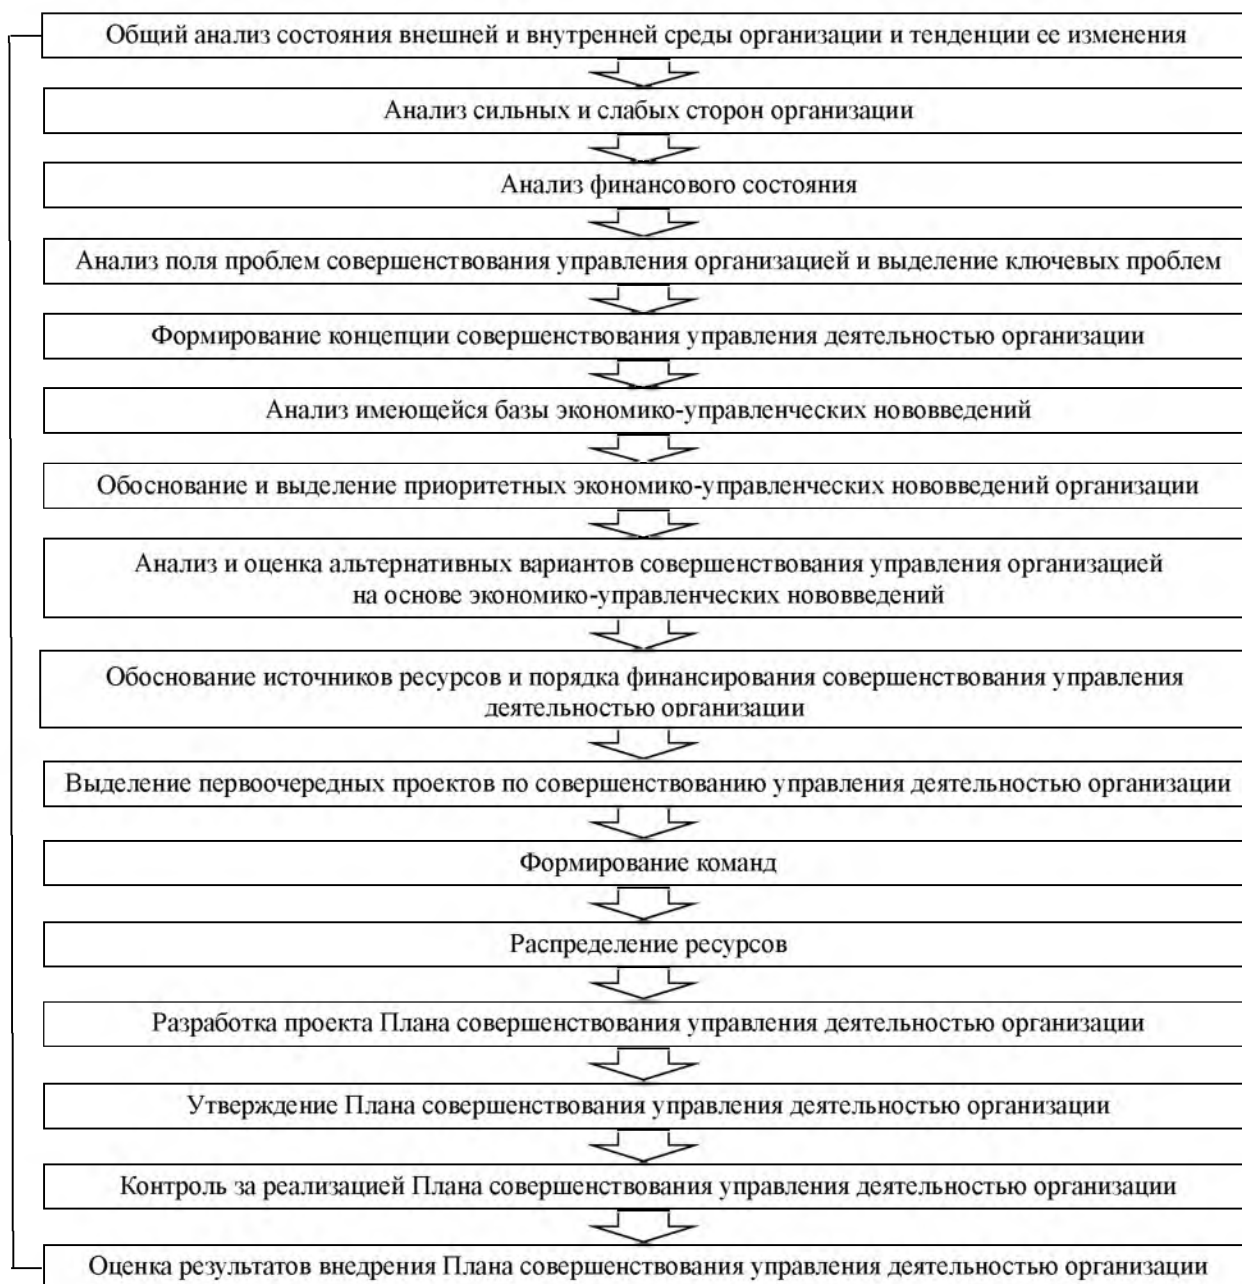 Общий анализ состояния внешней и внутренней среды организации и тенденции ее изменения
Анализ сильных и слабых сторон организации
Анализ финансового состояния
Анализ поля проблем совершенствования управления организацией и выделение ключевых проблем
Формирование концепции совершенствования управления деятельностью организации
Анализ имеющейся базы экономико-управленческих нововведений
Обоснование и выделение приоритетных экономико-управленческих нововведений организации
Анализ и оценка альтернативных вариантов совершенствования управления организацией
на основе экономико-управленческих нововведений
Обоснование источников ресурсов и порядка финансирования совершенствования управления
деятельностью организации
Выделение первоочередных проектов по совершенствованию управления деятельностью организации
Формирование команд
Распределение ресурсов
Разработка проекта Плана совершенствования управления деятельностью организации
Утверждение Плана совершенствования управления деятельностью организации
Контроль за реализацией Плана совершенствования управления деятельностью организации
Оценка результатов внедрения Плана совершенствования управления деятельностью организации